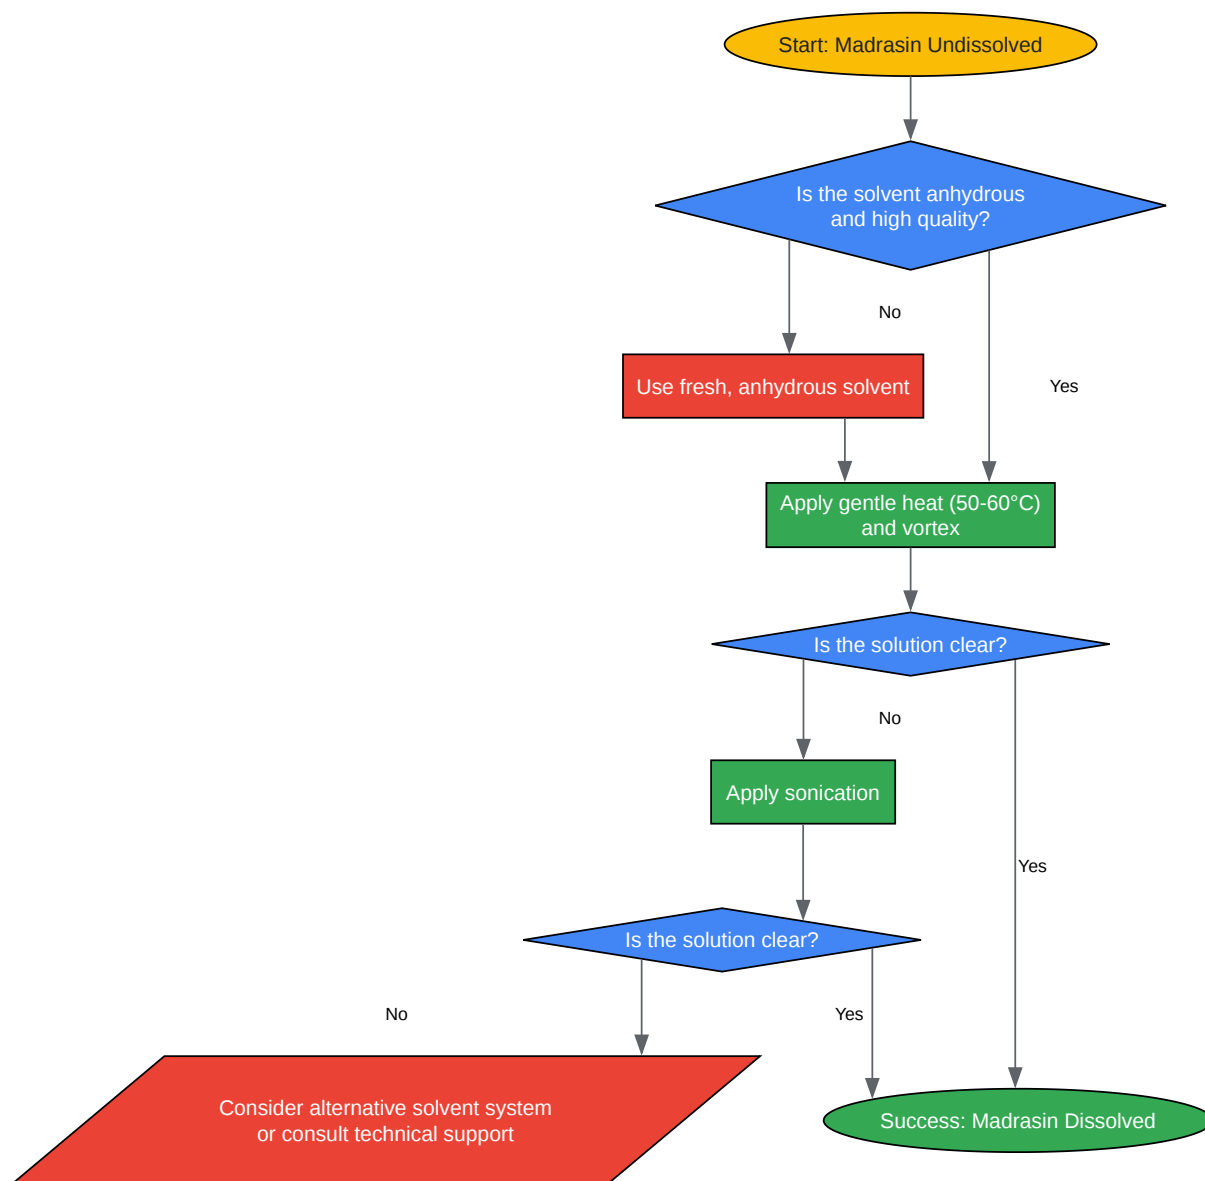 Start: Madrasin Undissolved
Is the solvent anhydrous
and high quality?
No
Use fresh, anhydrous solvent
Yes
Apply gentle heat (50-60°C)
and vortex
Is the solution clear?
No
Apply sonication
Yes
Is the solution clear?
No
Yes
Consider alternative solvent system
or consult technical support
Success: Madrasin Dissolved